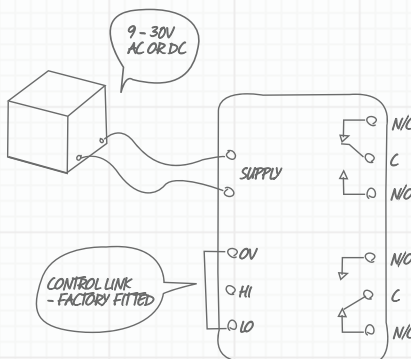 9 - 30V
AC OR DC
SUPPLY
0V
HI
LO
CONTROL LINK
- FACTORY FITTED
N/O
C
N/O
N/O
C
N/O